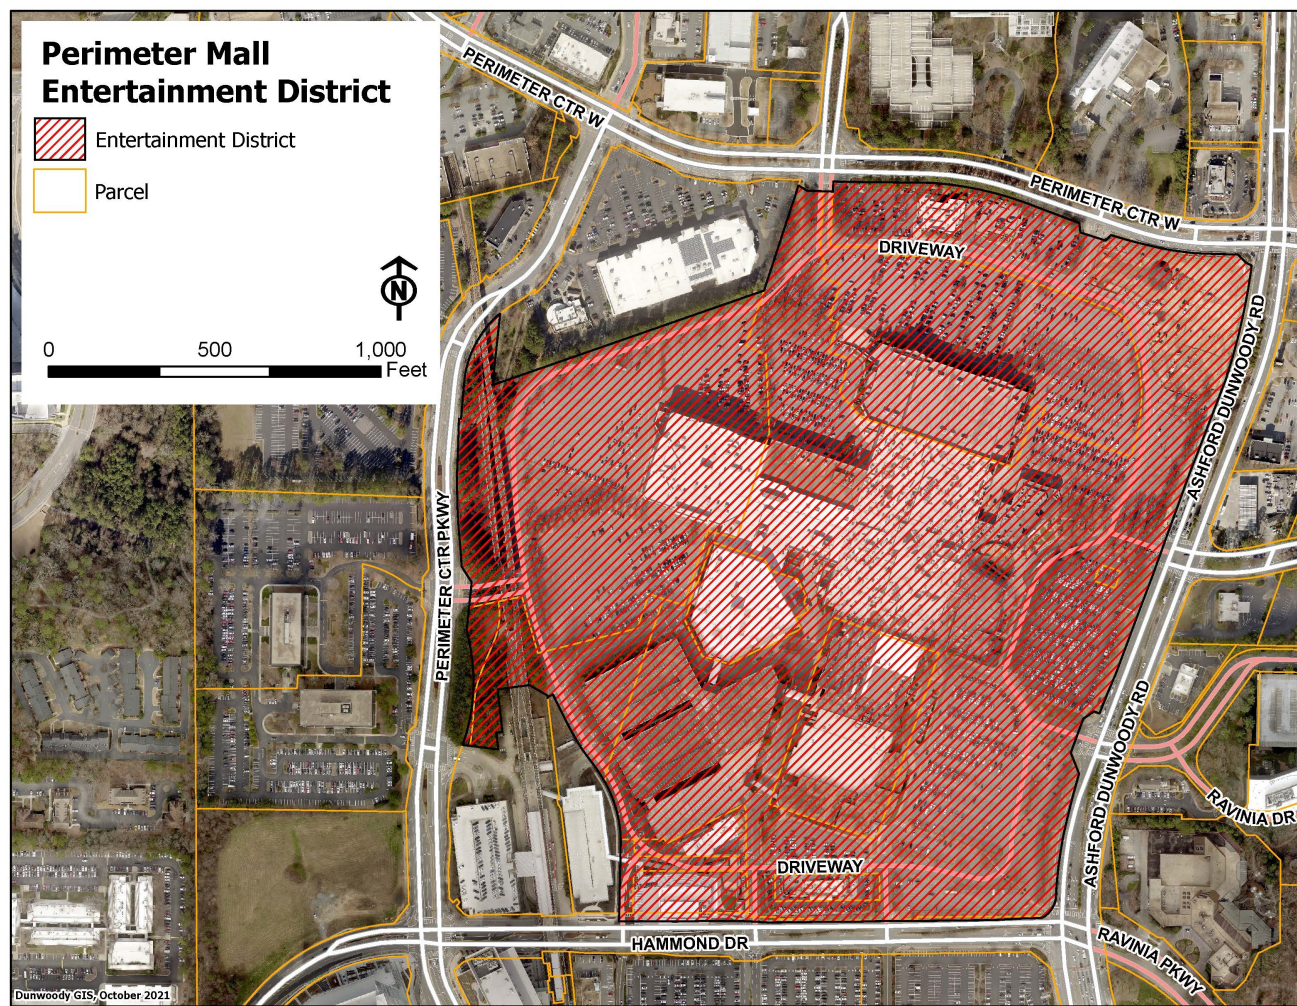 Perimeter Mall
Entertainment District
Entertainment District
Parcel
N
0 500 1,000
Feet
PERIMETER CTR W
PERIMETER CTR W
DRIVEWAY
ASHFORD DUNWOODY RD
PERIMETER CTR PKWY
ASHFORD DUNWOODY RD
RAVINIA DR
DRIVEWAY
HAMMOND DR
RAVINIA PKWY
Dunwoody GIS, October 2021